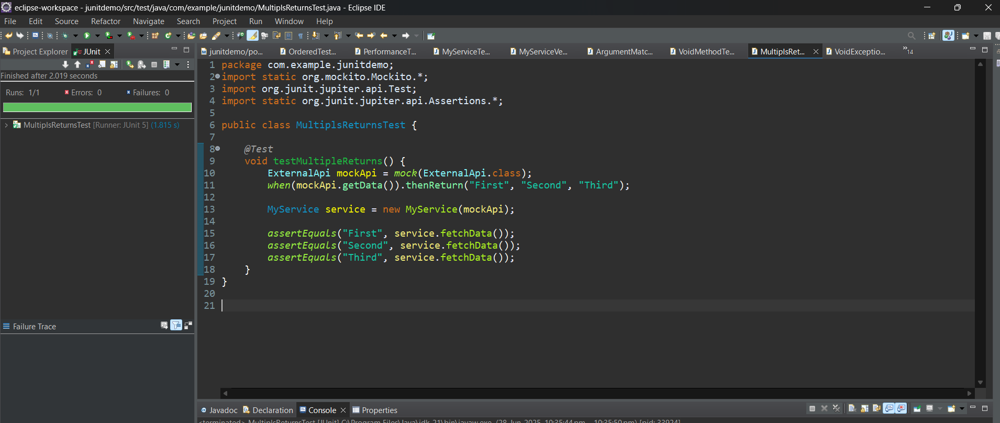 eclipse-workspace - junitdemo/src/test/java/com/example/junitdemo/MultiplsReturnsTest.java - Eclipse IDE
File Edit Source Refactor Navigate Search Project Run Window Help
Project Explorer JUnit
junitdemo/po... OrderedTest... PerformanceT... MyServiceTe... MyServiceVe... ArgumentMatc... VoidMethodTe... MultiplsRet... VoidExceptio... »14
Finished after 2.019 seconds
Runs: 1/1 Errors: 0 Failures: 0
MultiplsReturnsTest [Runner: JUnit 5] (1.815 s)
Failure Trace
1 package com.example.junitdemo;
2 import static org.mockito.Mockito.*;
3 import org.junit.jupiter.api.Test;
4 import static org.junit.jupiter.api.Assertions.*;
5
6 public class MultiplsReturnsTest {
7
8 @Test
9 void testMultipleReturns() {
10 ExternalApi mockApi = mock(ExternalApi.class);
11 when(mockApi.getData()).thenReturn("First", "Second", "Third");
12
13 MyService service = new MyService(mockApi);
14
15 assertEquals("First", service.fetchData());
16 assertEquals("Second", service.fetchData());
17 assertEquals("Third", service.fetchData());
18 }
19 }
20
21
Javadoc Declaration Console Properties
<terminated> MultiplsReturnsTest [JUnit] C:\Program Files\Java\jdk-21\bin\javaw.exe (28 Jun 2025, 10:35:44 pm – 10:35:50 pm) [pid: 33924]